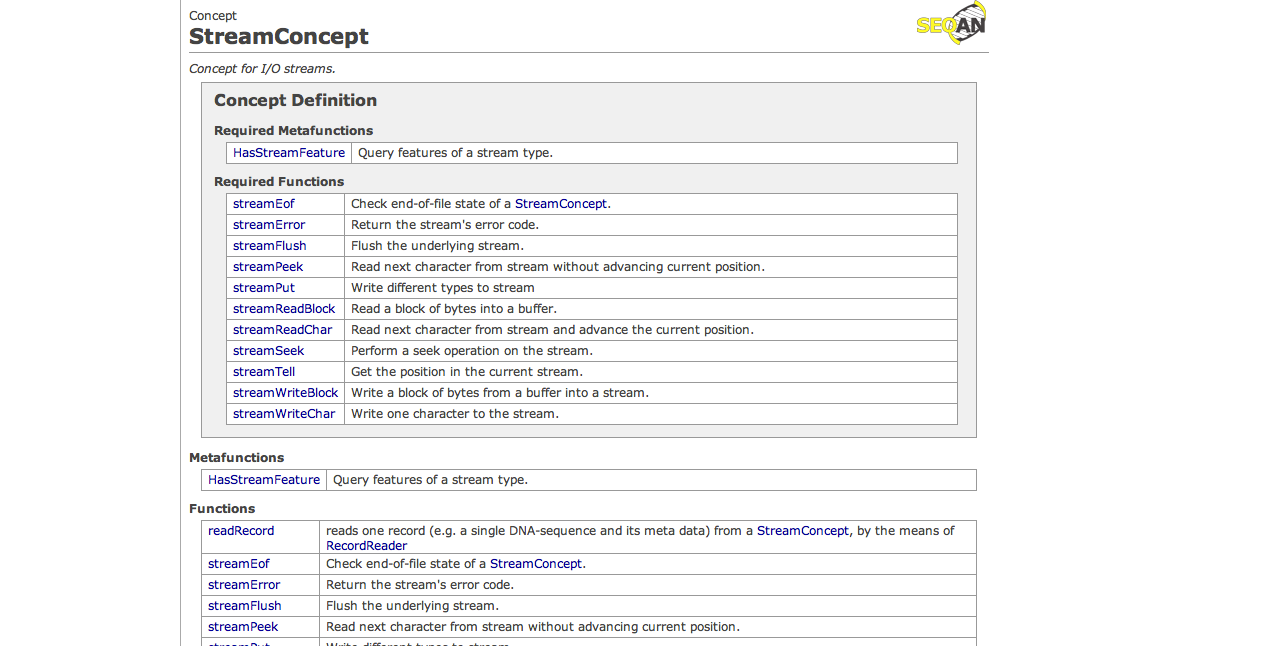 Concept
StreamConcept
SEQAN
Concept for I/O streams.
Concept Definition
Required Metafunctions
HasStreamFeature Query features of a stream type.
Required Functions
streamEof Check end-of-file state of a StreamConcept.
streamError Return the stream's error code.
streamFlush Flush the underlying stream.
streamPeek Read next character from stream without advancing current position.
streamPut Write different types to stream
streamReadBlock Read a block of bytes into a buffer.
streamReadChar Read next character from stream and advance the current position.
streamSeek Perform a seek operation on the stream.
streamTell Get the position in the current stream.
streamWriteBlock Write a block of bytes from a buffer into a stream.
streamWriteChar Write one character to the stream.
Metafunctions
HasStreamFeature Query features of a stream type.
Functions
readRecord reads one record (e.g. a single DNA-sequence and its meta data) from a StreamConcept, by the means of
RecordReader
streamEof Check end-of-file state of a StreamConcept.
streamError Return the stream's error code.
streamFlush Flush the underlying stream.
streamPeek Read next character from stream without advancing current position.
streamPut Write different types to stream